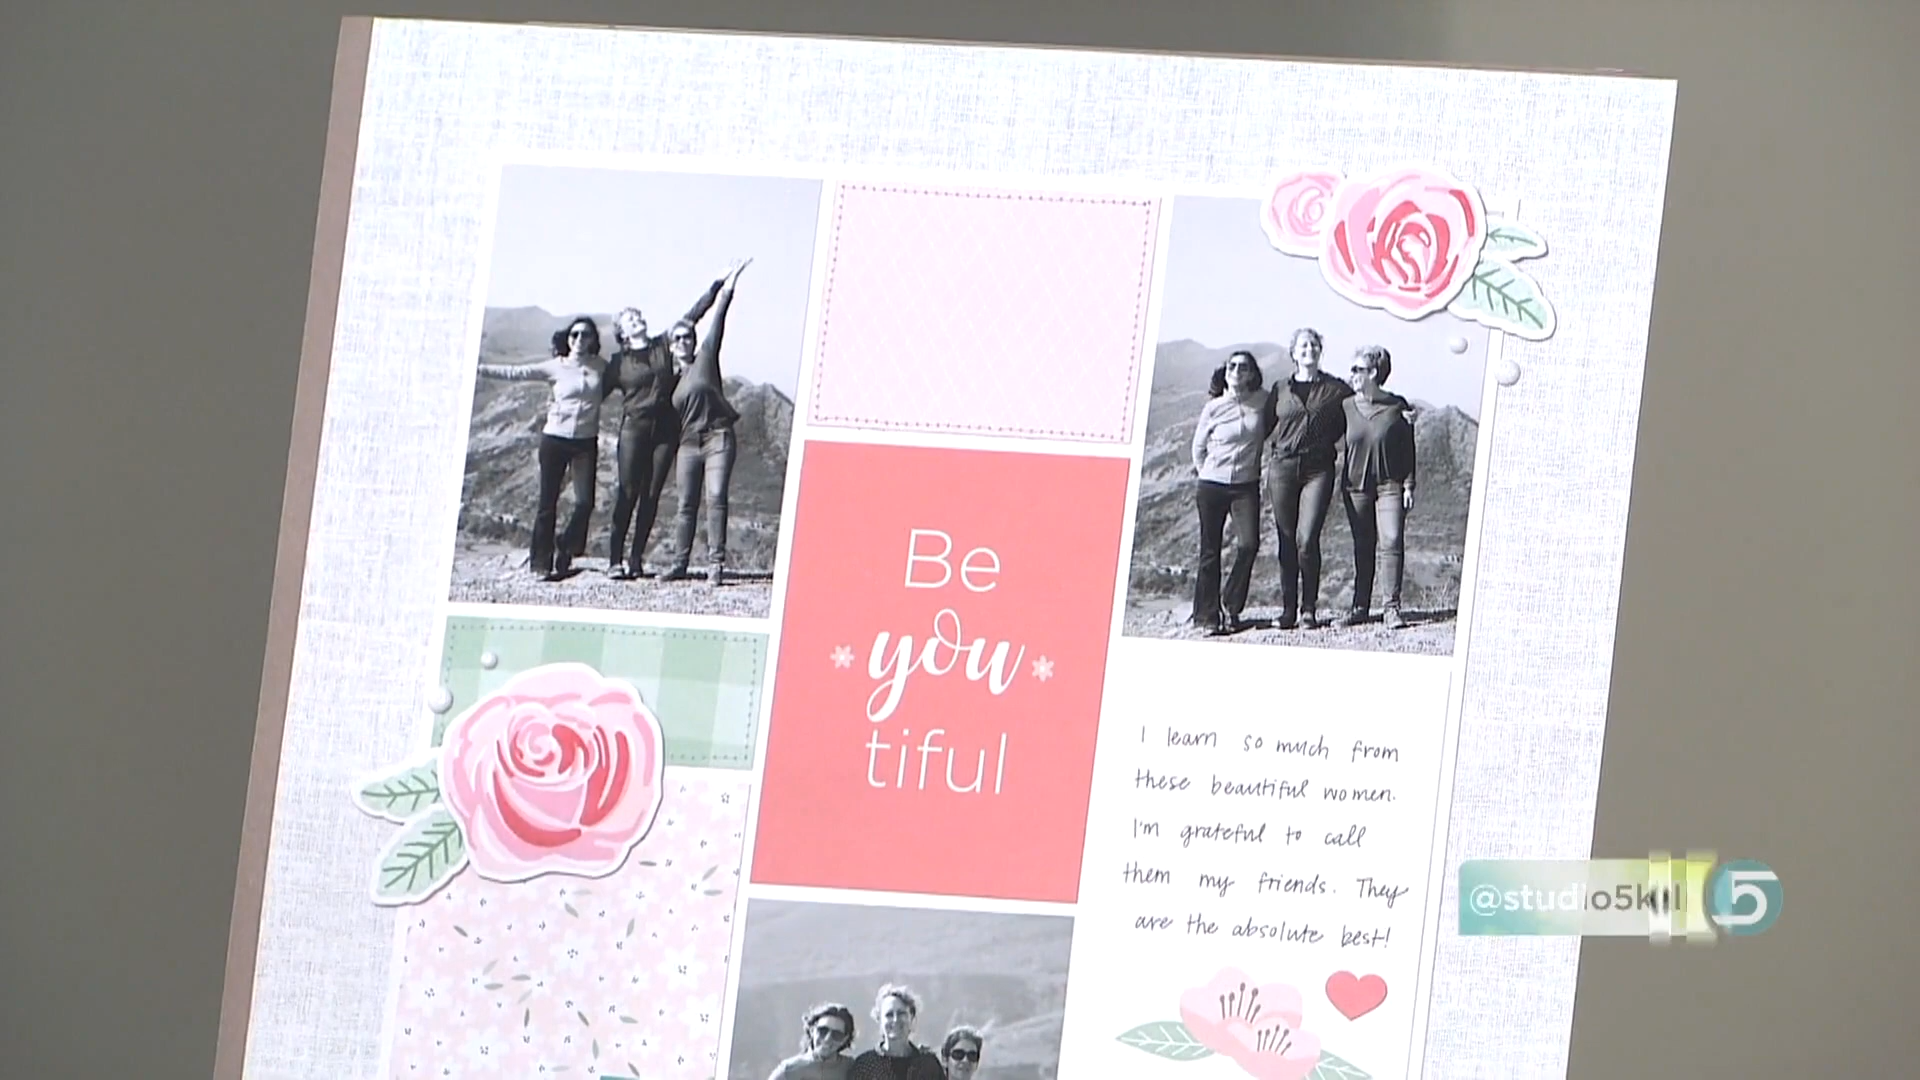 Be
you
tiful
I learn so much from
these beautiful women.
I'm grateful to call
them my friends. They
are the absolute best!
5